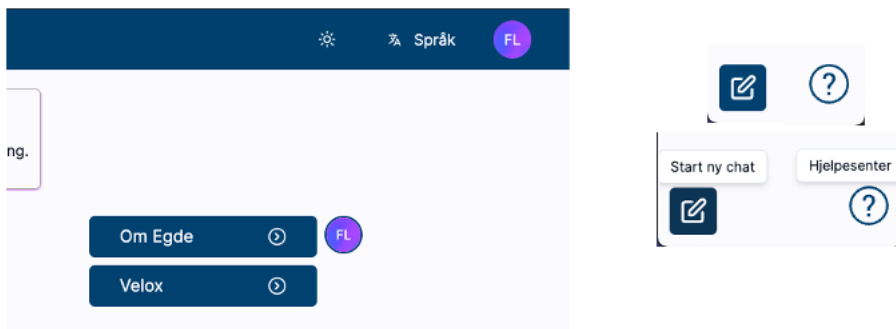 Språk FL
ng.
Om Egde FL
Velox
Start ny chat Hjelpesenter